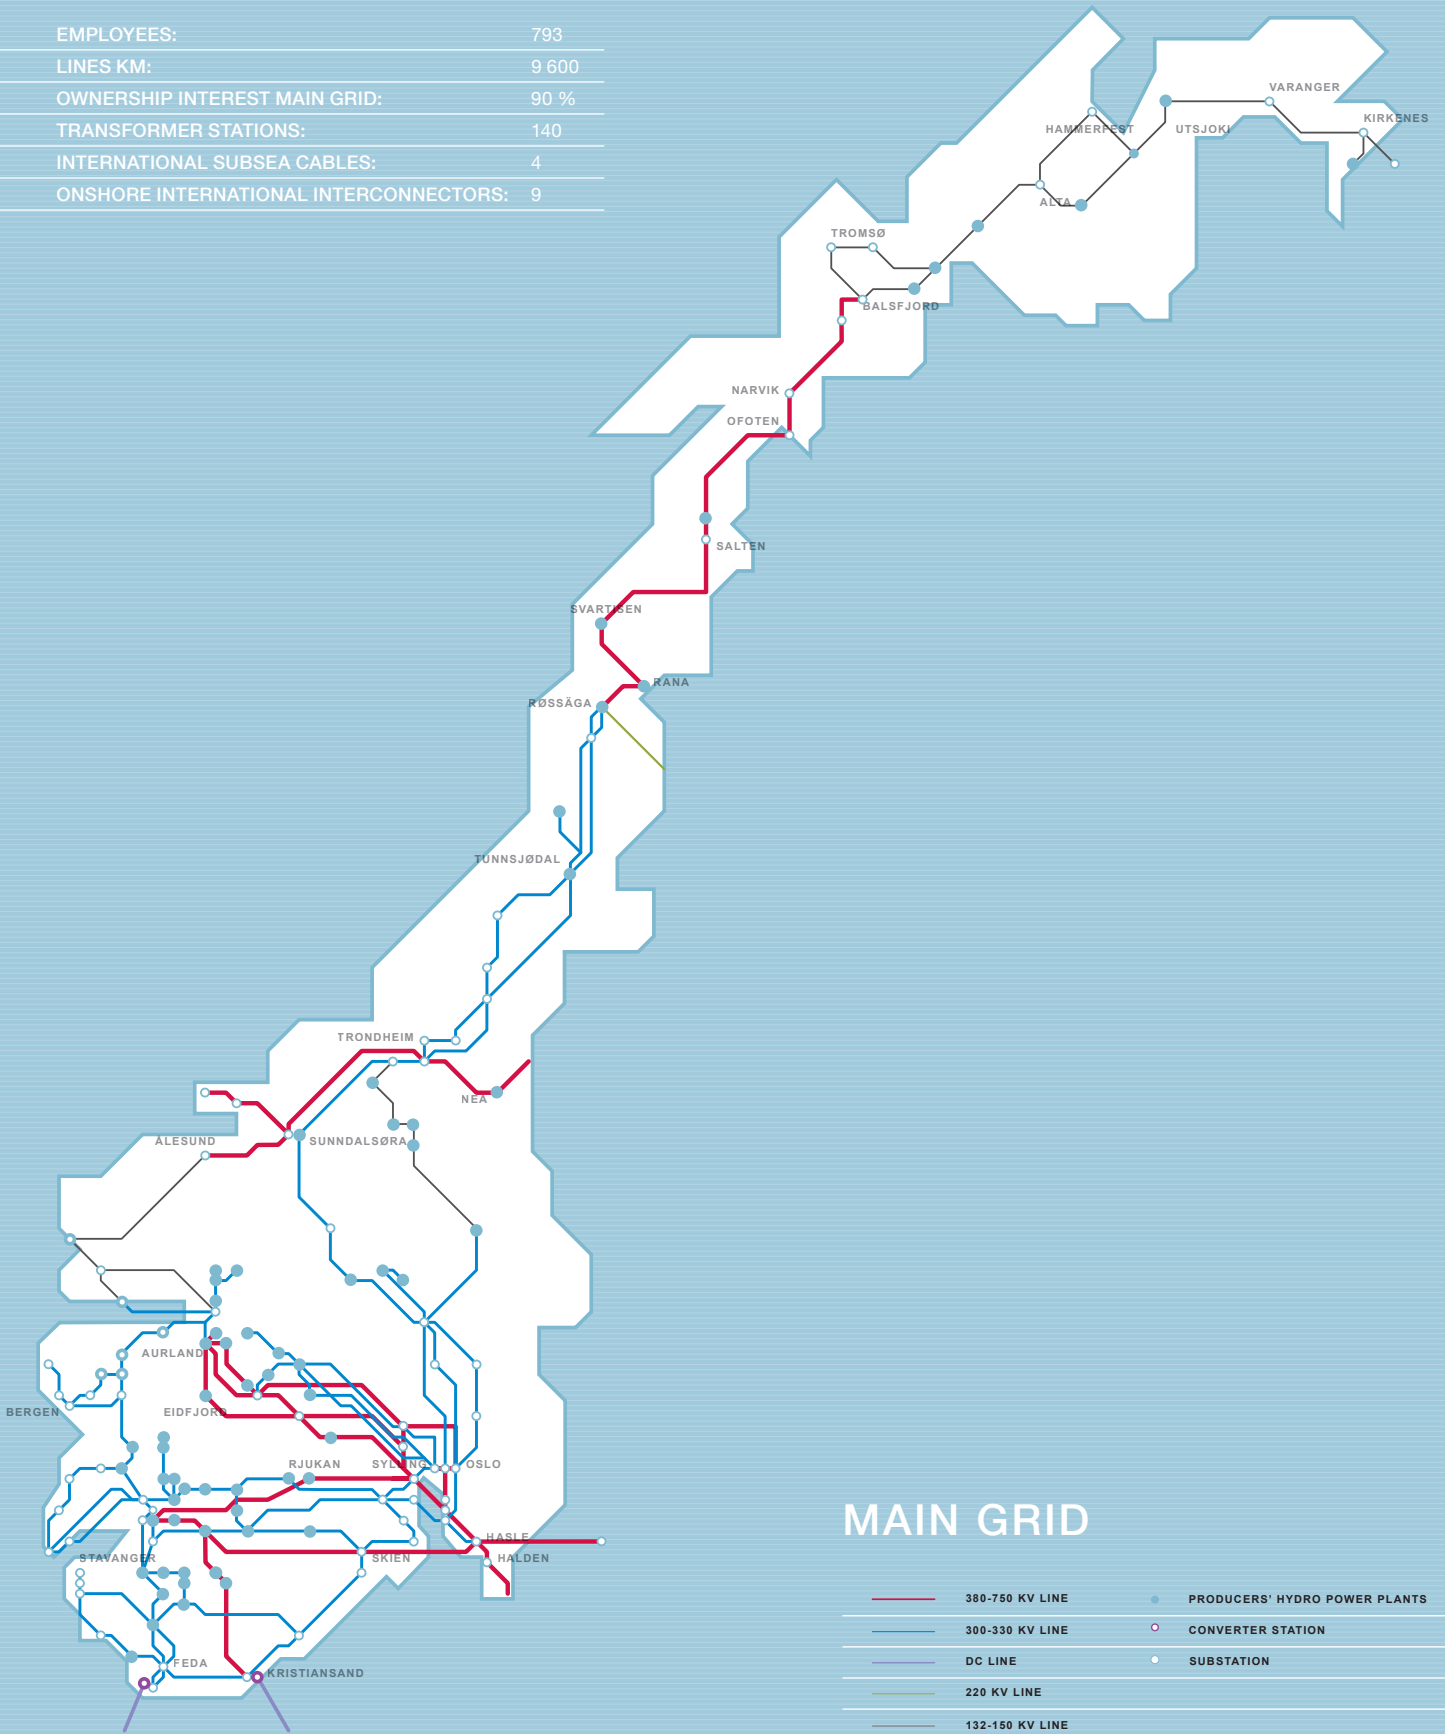 EMPLOYEES: 793
LINES KM: 9 600
OWNERSHIP INTEREST MAIN GRID: 90 %
TRANSFORMER STATIONS: 140
INTERNATIONAL SUBSEA CABLES: 4
ONSHORE INTERNATIONAL INTERCONNECTORS: 9
VARANGER
KIRKENES
HAMMERFEST
UTSJOKI
ALTA
TROMSØ
BALSFJORD
NARVIK
OFOTEN
SALTEN
SVARTISEN
RANA
RØSSÄGA
TUNNSJØDAL
TRONDHEIM
NEA
ÅLESUND
SUNNDALSØRA
AURLAND
BERGEN
EIDFJORD
RJUKAN
SYLLING
OSLO
HASLE
STAVANGER
SKIEN
HALDEN
FEDA
KRISTIANSAND
MAIN GRID
380-750 KV LINE
PRODUCERS' HYDRO POWER PLANTS
300-330 KV LINE
CONVERTER STATION
DC LINE
SUBSTATION
220 KV LINE
132-150 KV LINE